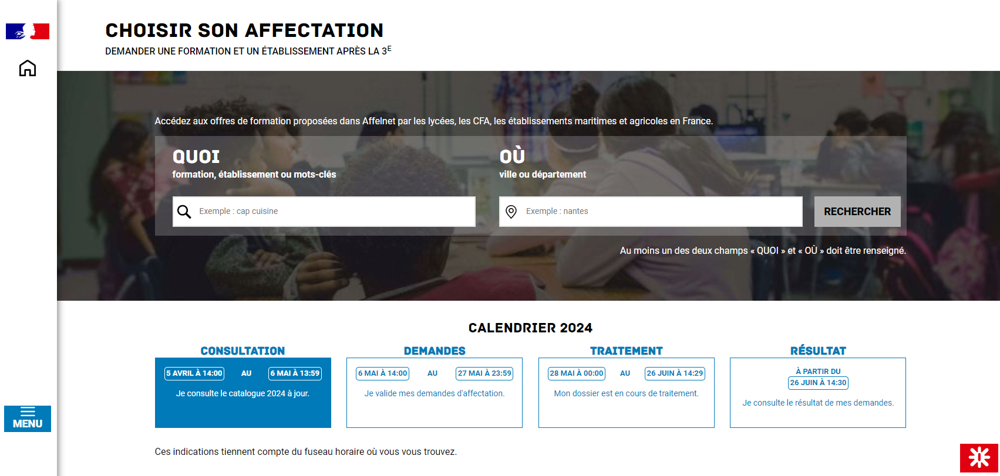 CHOISIR SON AFFECTATION
DEMANDER UNE FORMATION ET UN ÉTABLISSEMENT APRÈS LA 3E
Accédez aux offres de formation proposées dans Affelnet par les lycées, les CFA, les établissements maritimes et agricoles en France.
QUOI
formation, établissement ou mots-clés
Exemple : cap cuisine
OÙ
ville ou département
Exemple : nantes
RECHERCHER
Au moins un des deux champs « QUOI » et « OÙ » doit être renseigné.
CALENDRIER 2024
CONSULTATION
5 AVRIL À 14:00 AU 6 MAI À 13:59
Je consulte le catalogue 2024 à jour.
DEMANDES
6 MAI À 14:00 AU 27 MAI À 23:59
Je valide mes demandes d'affectation.
TRAITEMENT
28 MAI À 00:00 AU 26 JUIN À 14:29
Mon dossier est en cours de traitement.
RÉSULTAT
À PARTIR DU
26 JUIN À 14:30
Je consulte le résultat de mes demandes.
Ces indications tiennent compte du fuseau horaire où vous vous trouvez.
MENU